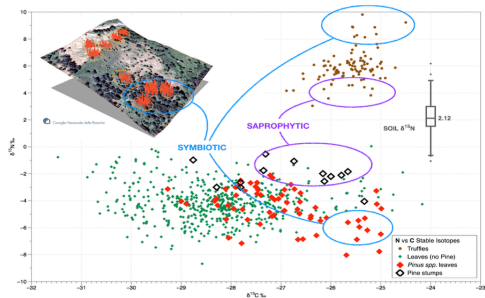 10
8
6
4
2
0
−2
−4
−6
−8
−10
δ¹⁵N ‰
SYMBIOTIC
SAPROPHYTIC
SOIL δ¹⁵N
2.12
N vs C Stable Isotopes
Truffles
Leaves (no Pine)
Pinus spp. leaves
Pine stumps
−32 −31 −30 −29 −28 −27 −26 −25 −24 −23
δ¹³C ‰